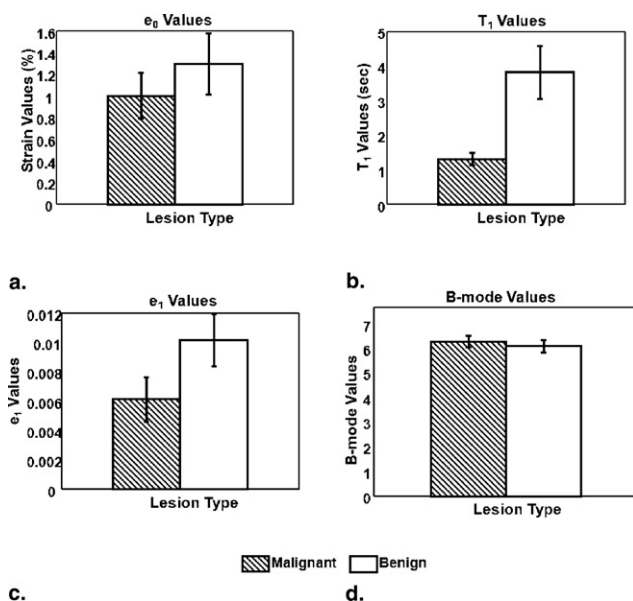 e0 Values
1.6
1.4
1.2
1
0.8
0.6
0.4
0.2
0
Strain Values (%)
Lesion Type
a.
T1 Values
5
4
3
2
1
0
T1 Values (sec)
Lesion Type
b.
e1 Values
0.012
0.01
0.008
0.006
0.004
0.002
0
e1 Values
Lesion Type
B-mode Values
7
6
5
4
3
2
1
0
B-mode Values
Lesion Type
Malignant Benign
c.
d.